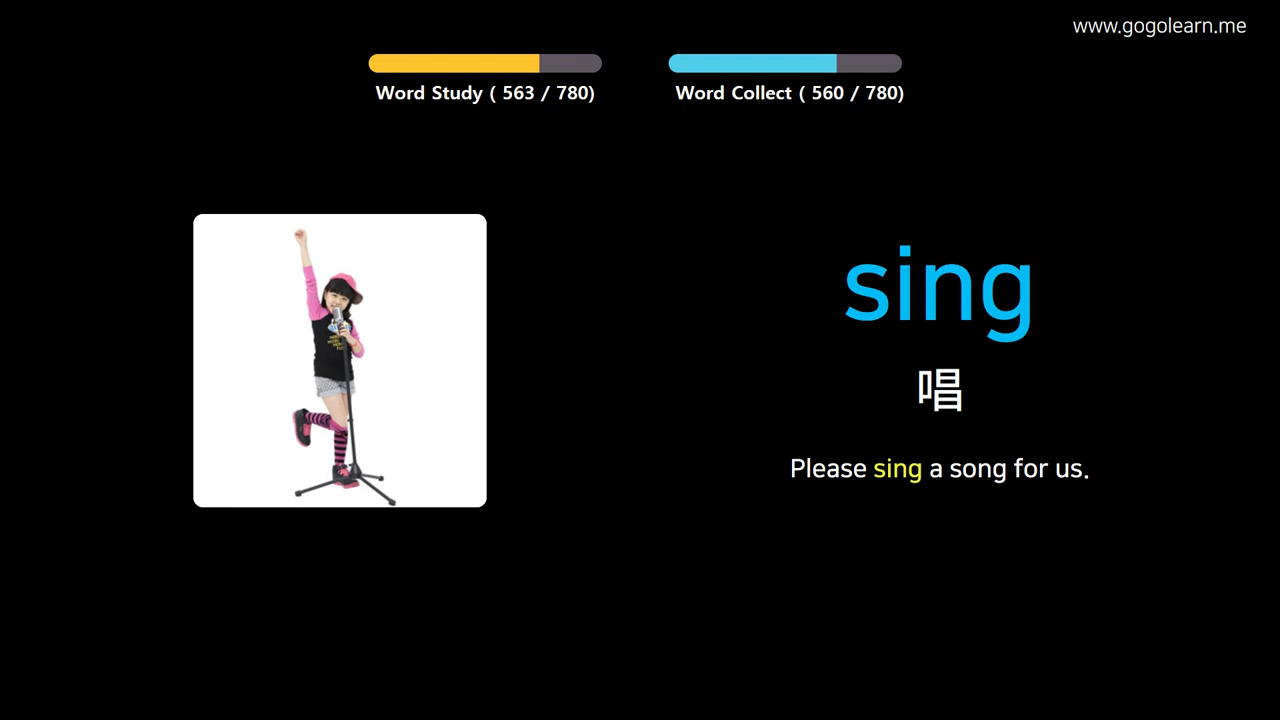 www.gogolearn.me
Word Study ( 563 / 780)
Word Collect ( 560 / 780)
sing
唱
Please sing a song for us.